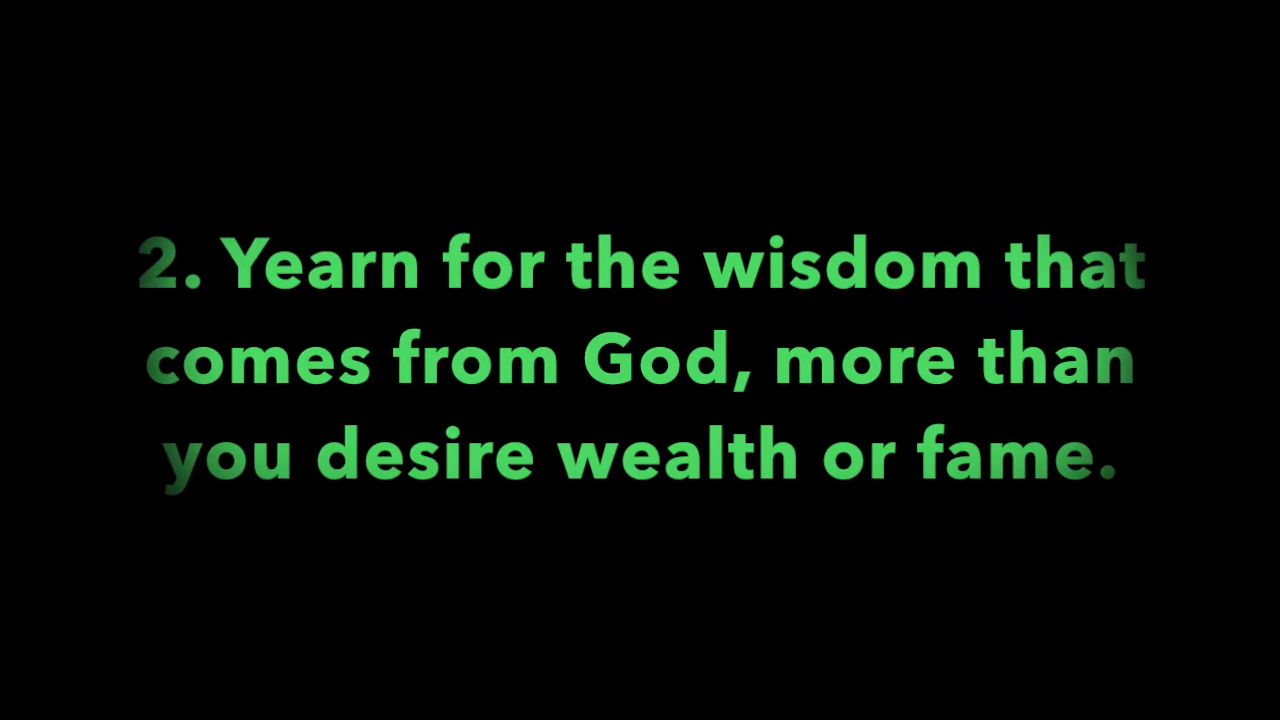 2. Yearn for the wisdom that
comes from God, more than
you desire wealth or fame.